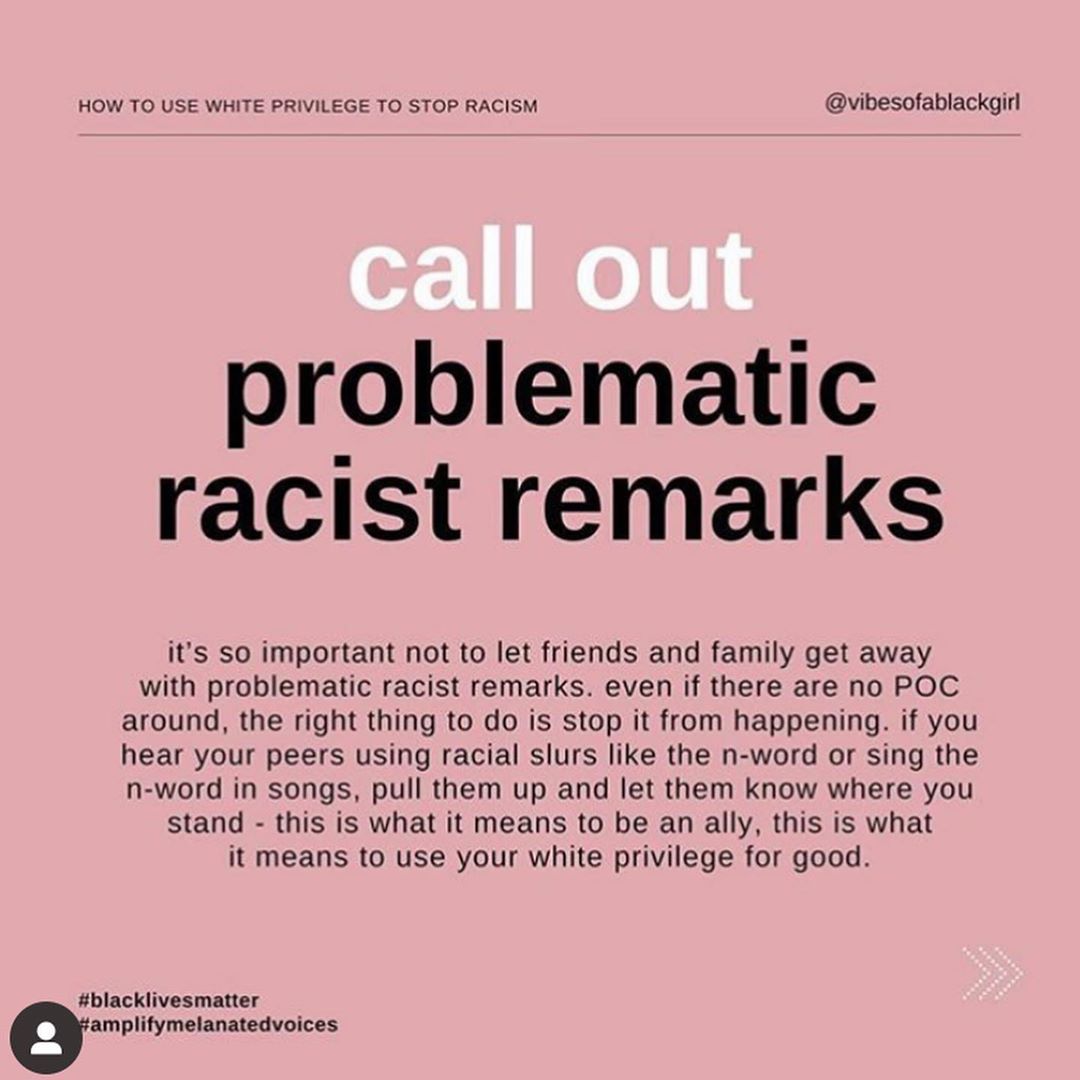 HOW TO USE WHITE PRIVILEGE TO STOP RACISM
@vibesofablackgirl
call out
problematic
racist remarks
it's so important not to let friends and family get away
with problematic racist remarks. even if there are no POC
around, the right thing to do is stop it from happening. if you
hear your peers using racial slurs like the n-word or sing the
n-word in songs, pull them up and let them know where you
stand - this is what it means to be an ally, this is what
it means to use your white privilege for good.
#blacklivesmatter
#amplifymelanatedvoices